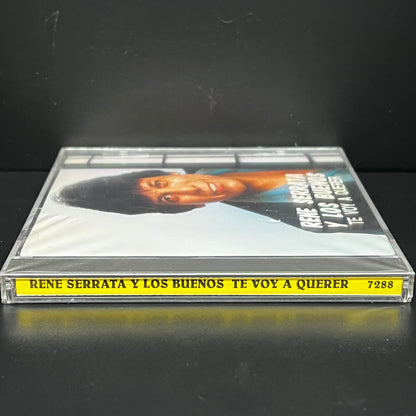 RENE SERRATA
Y LOS BUENOS
TE VOY A QUERER
RENE SERRATA Y LOS BUENOS TE VOY A QUERER 7288